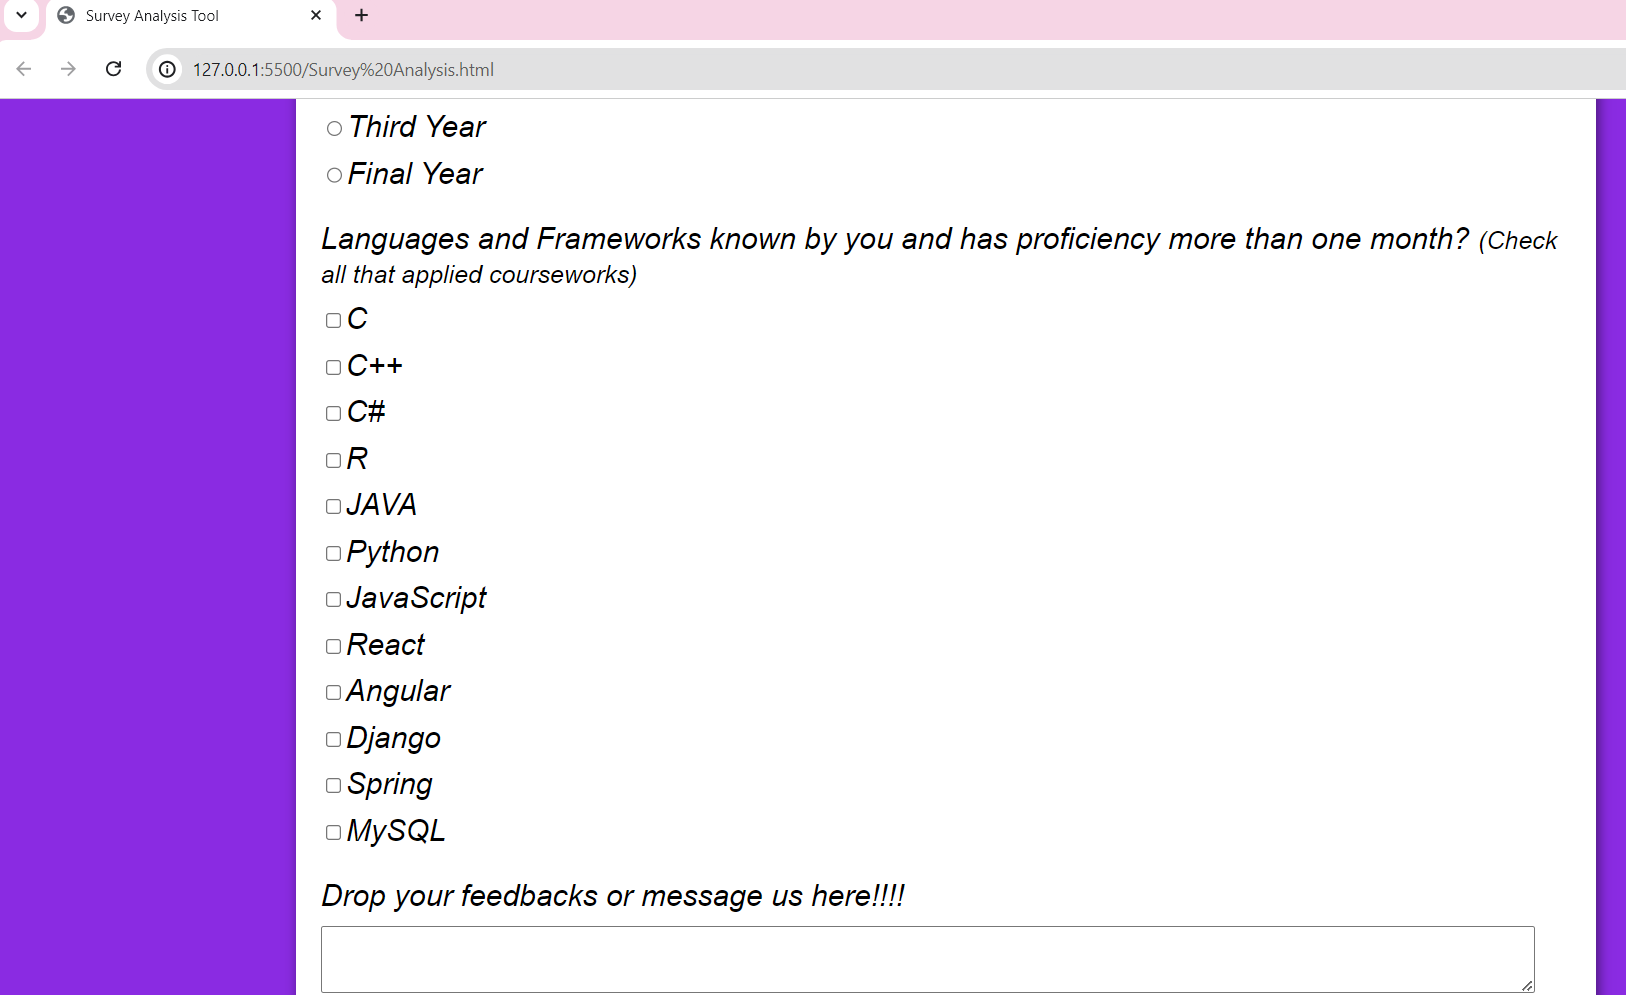 Survey Analysis Tool
127.0.0.1:5500/Survey%20Analysis.html
Third Year
Final Year
Languages and Frameworks known by you and has proficiency more than one month? (Check
all that applied courseworks)
C
C++
C#
R
JAVA
Python
JavaScript
React
Angular
Django
Spring
MySQL
Drop your feedbacks or message us here!!!!